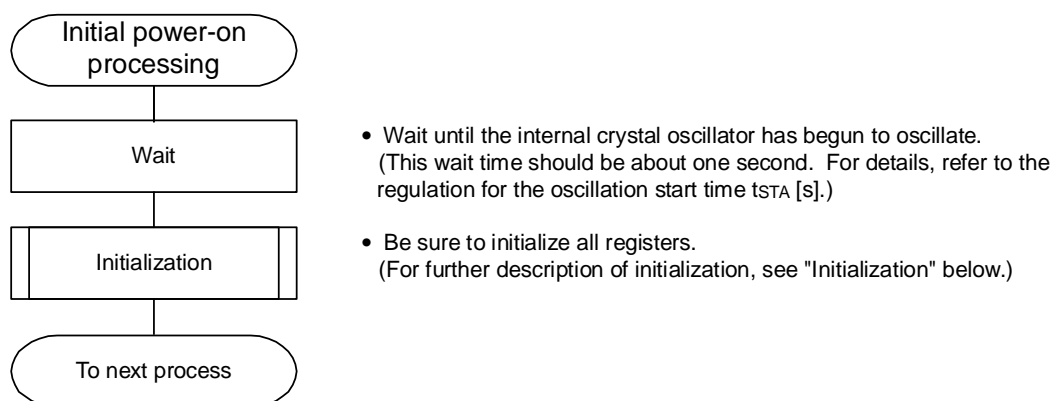 Initial power-on
processing
Wait
• Wait until the internal crystal oscillator has begun to oscillate.
(This wait time should be about one second. For details, refer to the
regulation for the oscillation start time tSTA [s].)
Initialization
• Be sure to initialize all registers.
(For further description of initialization, see "Initialization" below.)
To next process